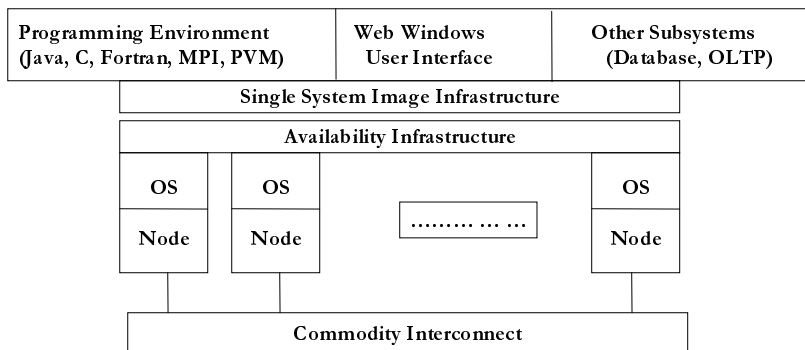 Programming Environment
(Java, C, Fortran, MPI, PVM)
Web Windows
User Interface
Other Subsystems
(Database, OLTP)
Single System Image Infrastructure
Availability Infrastructure
OS
OS
OS
......... ... ...
Node
Node
Node
Commodity Interconnect